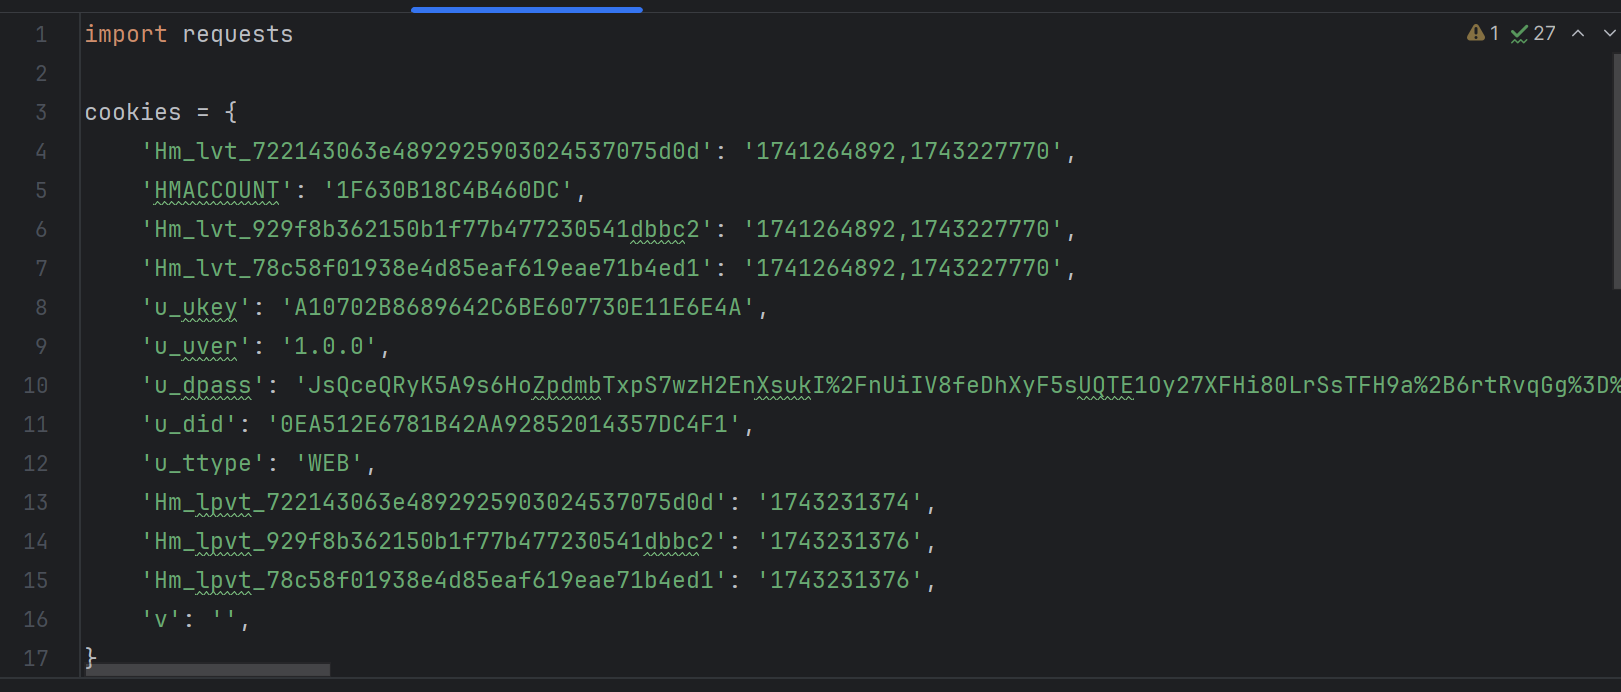 1 import requests ⚠ 1 ✓ 27
2
3 cookies = {
4 'Hm_lvt_722143063e4892925903024537075d0d': '1741264892,1743227770',
5 'HMACCOUNT': '1F630B18C4B460DC',
6 'Hm_lvt_929f8b362150b1f77b477230541dbbc2': '1741264892,1743227770',
7 'Hm_lvt_78c58f01938e4d85eaf619eae71b4ed1': '1741264892,1743227770',
8 'u_ukey': 'A10702B8689642C6BE607730E11E6E4A',
9 'u_uver': '1.0.0',
10 'u_dpass': 'JsQceQRyK5A9s6HoZpdmbTxpS7wzH2EnXsukI%2FnUiIV8feDhXyF5sUQTE1Oy27XFHi80LrSsTFH9a%2B6rtRvqGg%3D%
11 'u_did': '0EA512E6781B42AA92852014357DC4F1',
12 'u_ttype': 'WEB',
13 'Hm_lpvt_722143063e4892925903024537075d0d': '1743231374',
14 'Hm_lpvt_929f8b362150b1f77b477230541dbbc2': '1743231376',
15 'Hm_lpvt_78c58f01938e4d85eaf619eae71b4ed1': '1743231376',
16 'v': '',
17 }